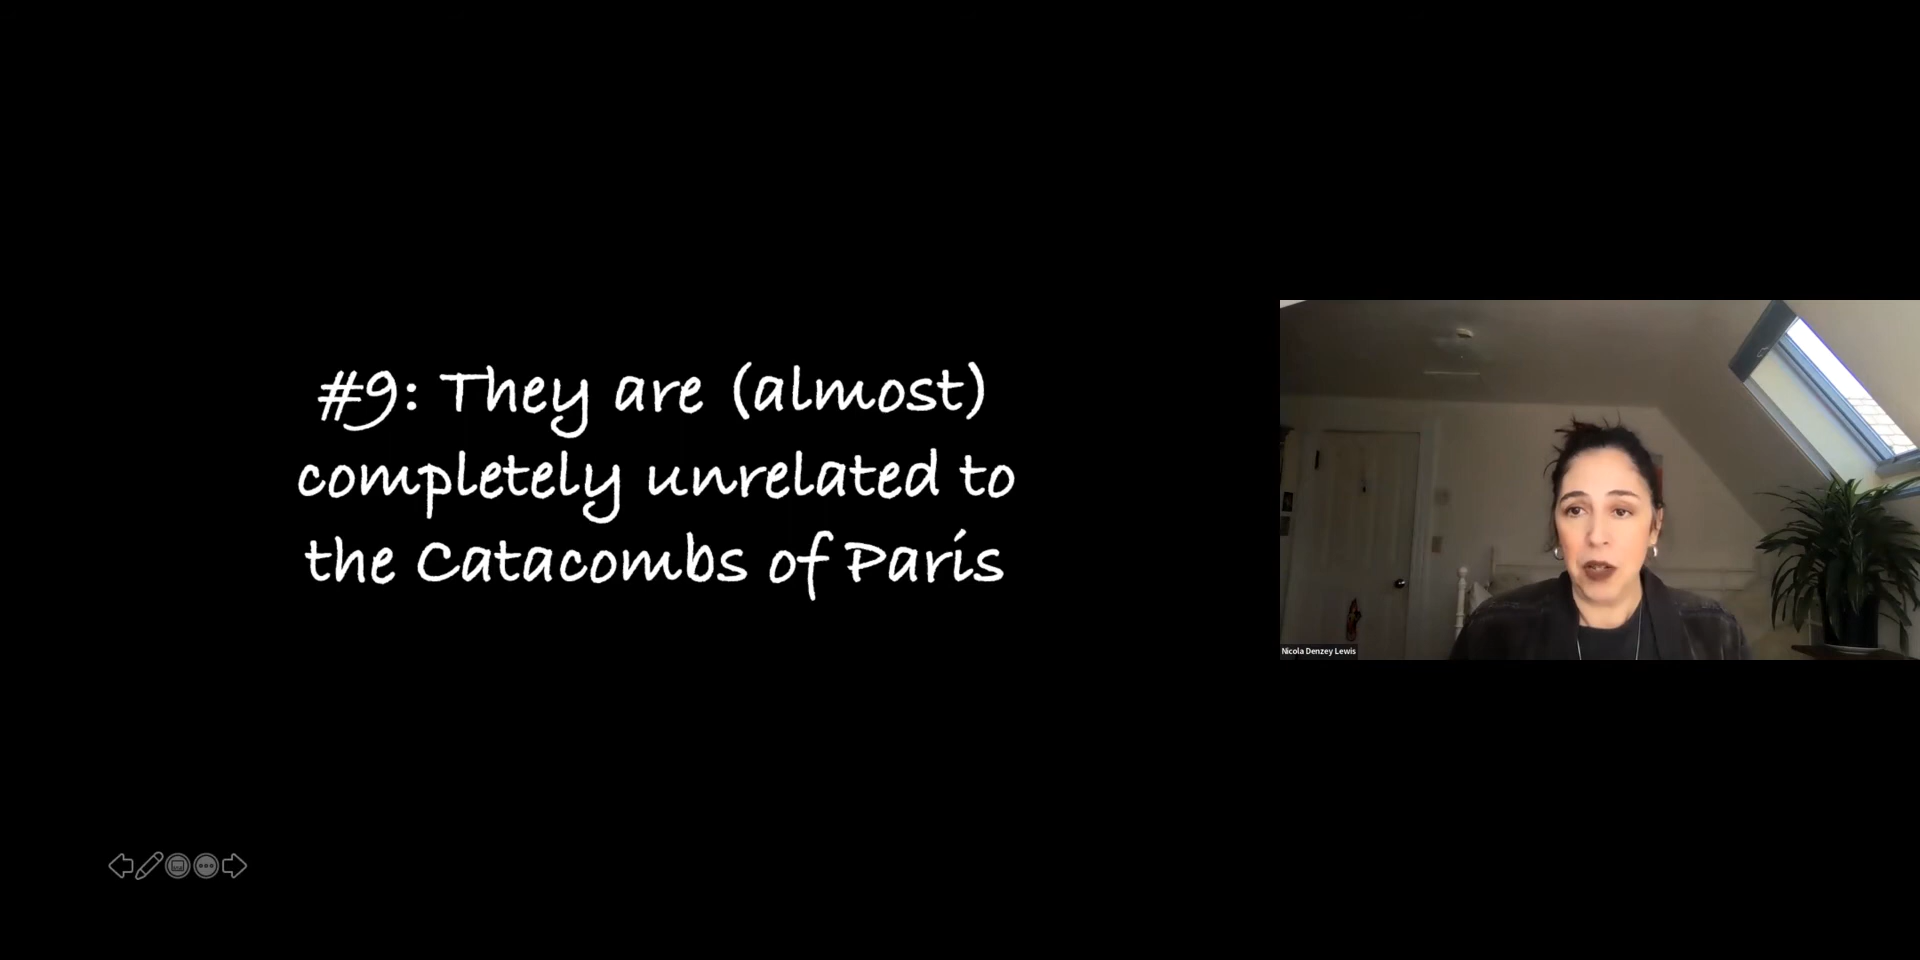 #9: They are (almost)
completely unrelated to
the Catacombs of Paris
Nicola Denzey Lewis